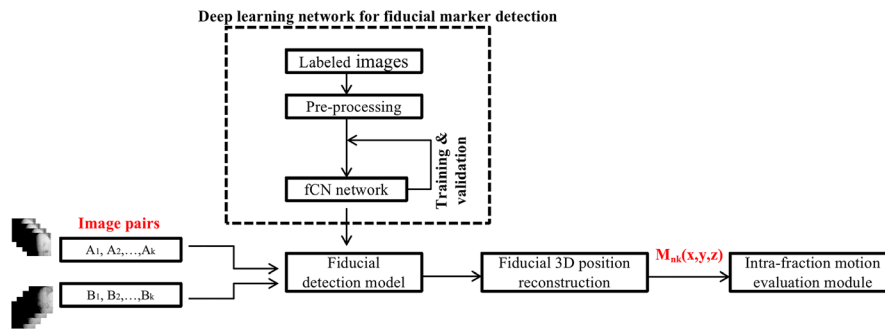 Deep learning network for fiducial marker detection
Labeled images
Pre-processing
Training &
validation
fCN network
Image pairs
A1, A2,...,Ak
B1, B2,...,Bk
Fiducial
detection model
Fiducial 3D position
reconstruction
Mnk(x,y,z)
Intra-fraction motion
evaluation module